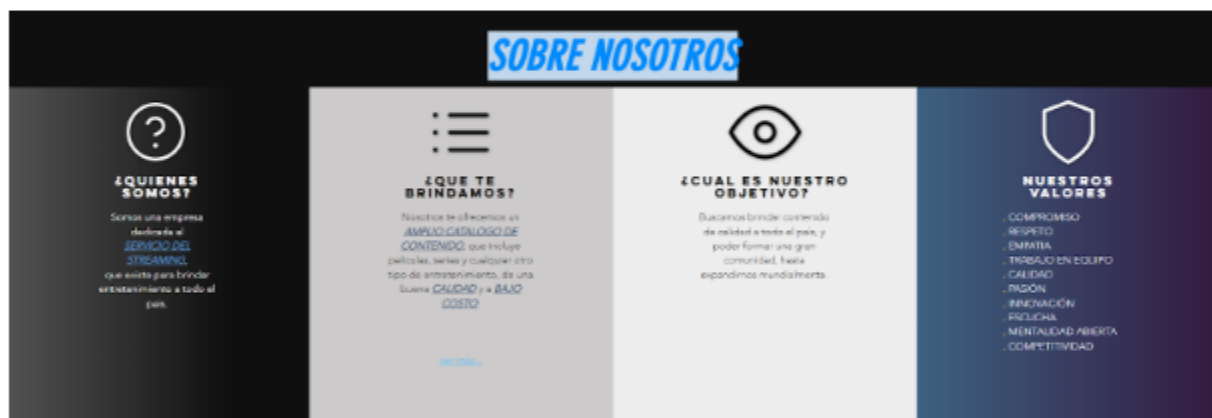 SOBRE NOSOTROS
¿QUIENES
SOMOS?
Somos una empresa
dedicada al
SERVICIO DEL
STREAMING,
que existe para brindar
entretenimiento a todo el
país.
¿QUE TE
BRINDAMOS?
Nosotros te ofrecemos un
AMPLIO CATALOGO DE
CONTENIDO, que incluye
películas, series y cualquier otro
tipo de entretenimiento, de una
buena CALIDAD y a BAJO
COSTO
ver más...
¿CUAL ES NUESTRO
OBJETIVO?
Buscamos brindar contenido
de calidad a todo el país, y
poder formar una gran
comunidad, hasta
expandirnos mundialmente.
NUESTROS
VALORES
. COMPROMISO
. RESPETO
. EMPATIA
. TRABAJO EN EQUIPO
. CALIDAD
. PASIÓN
. INNOVACIÓN
. ESCUCHA
. MENTALIDAD ABIERTA
. COMPETITIVIDAD